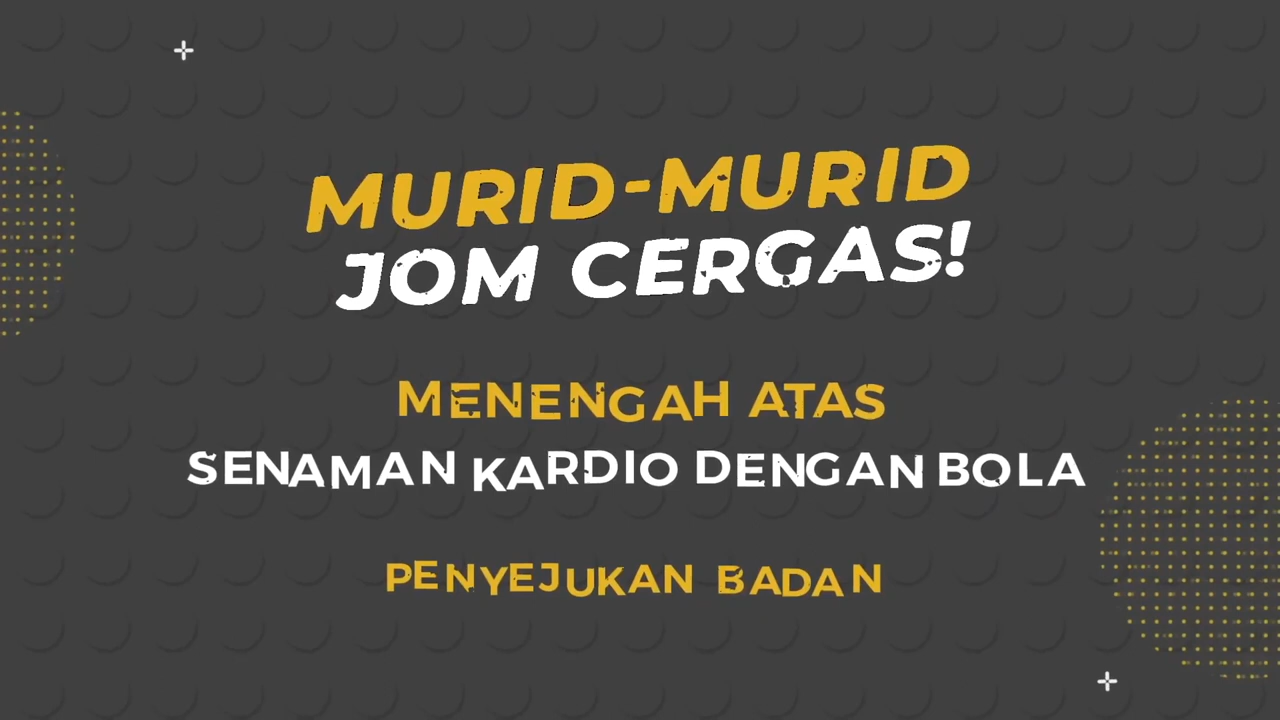 MURID-MURID
JOM CERGAS!
MENENGAH ATAS
SENAMAN KARDIO DENGAN BOLA
PENYEJUKAN BADAN